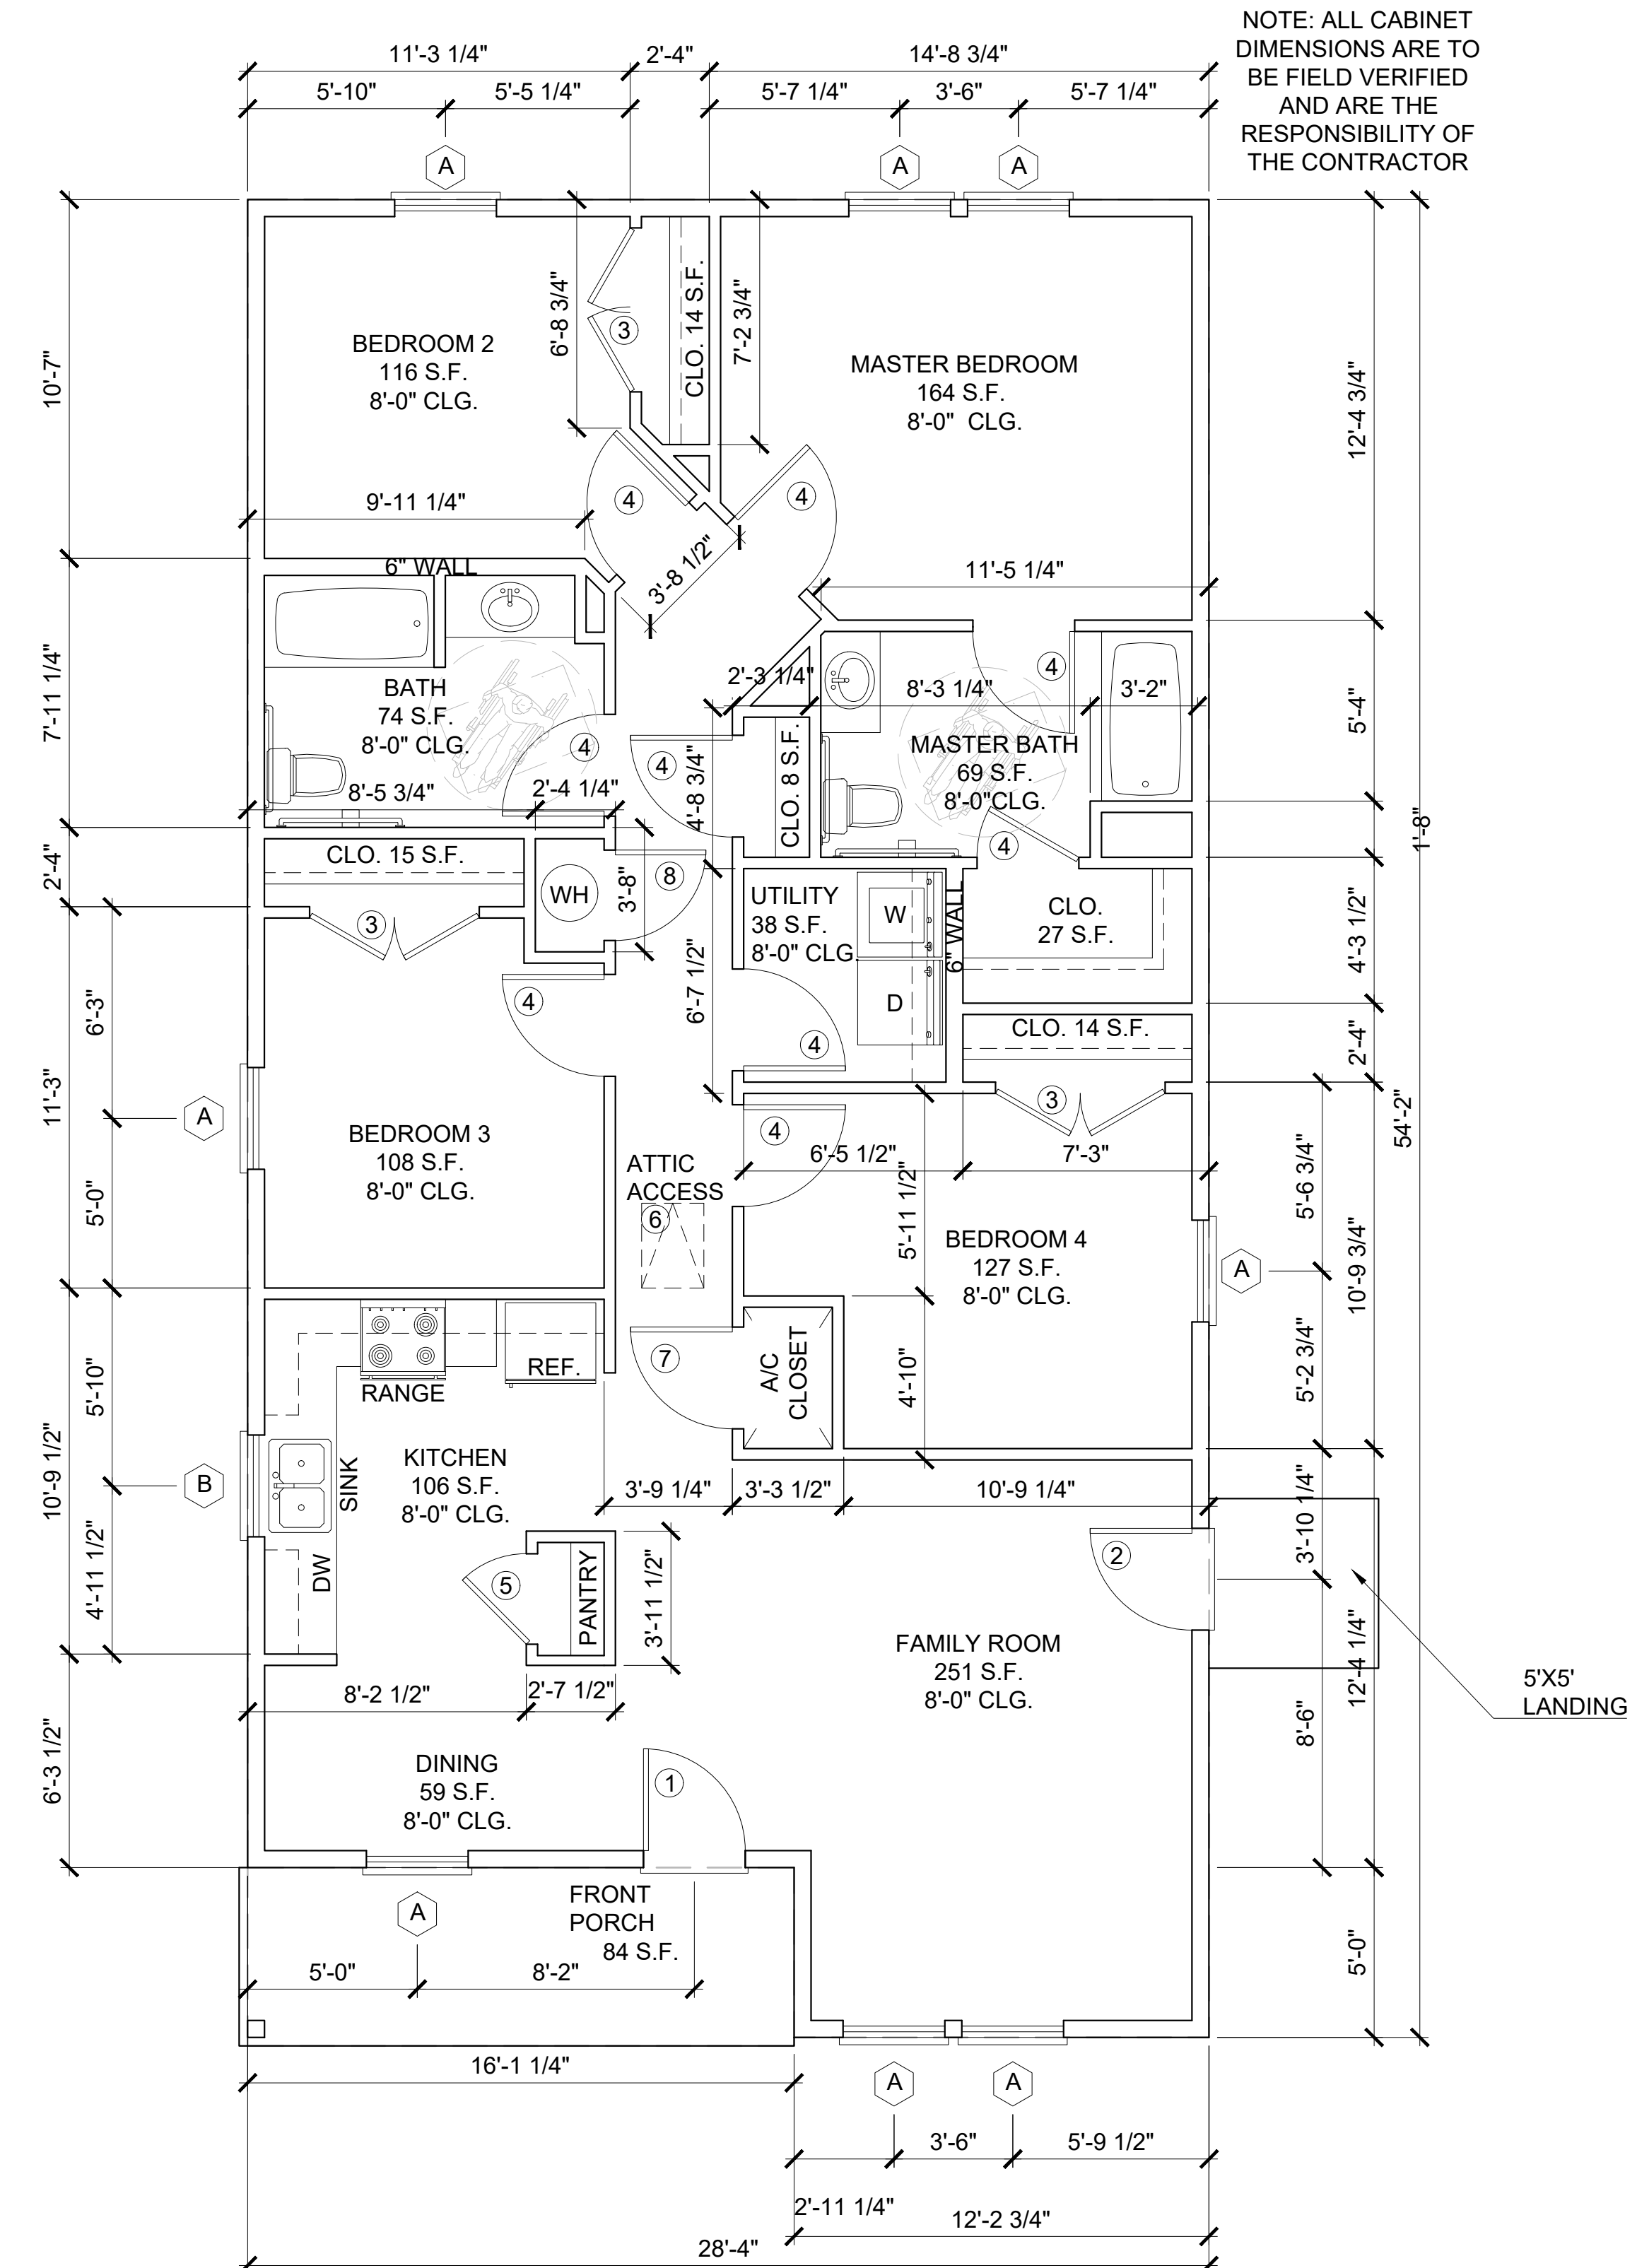 NOTE: ALL CABINET
DIMENSIONS ARE TO
BE FIELD VERIFIED
AND ARE THE
RESPONSIBILITY OF
THE CONTRACTOR
11'-3 1/4" 2'-4" 14'-8 3/4"
5'-10" 5'-5 1/4" 5'-7 1/4" 3'-6" 5'-7 1/4"
A A A
10'-7"
7'-11 1/4"
2'-4"
11'-3"
10'-9 1/2"
6'-3 1/2"
6'-3"
5'-0"
5'-10"
4'-11 1/2"
A
B
BEDROOM 2
116 S.F.
8'-0" CLG.
6'-8 3/4"
3
CLO. 14 S.F.
7'-2 3/4"
MASTER BEDROOM
164 S.F.
8'-0" CLG.
9'-11 1/4"
4
4
3'-8 1/2"
11'-5 1/4"
6" WALL
BATH
74 S.F.
8'-0" CLG.
4
8'-5 3/4" 2'-4 1/4"
4
4'-8 3/4"
2'-3 1/4" 8'-3 1/4" 3'-2"
CLO. 8 S.F.
4
MASTER BATH
69 S.F.
8'-0"CLG.
4
CLO. 15 S.F.
3
WH
3'-8"
8
UTILITY
38 S.F.
8'-0" CLG.
W
D
6" WALL
CLO.
27 S.F.
6'-7 1/2"
4
4
CLO. 14 S.F.
3
BEDROOM 3
108 S.F.
8'-0" CLG.
4
6'-5 1/2" 7'-3"
ATTIC
ACCESS
6
5'-11 1/2"
4'-10"
BEDROOM 4
127 S.F.
8'-0" CLG.
A
7
A/C
CLOSET
REF.
RANGE
SINK
DW
KITCHEN
106 S.F.
8'-0" CLG.
3'-9 1/4" 3'-3 1/2" 10'-9 1/4"
5
PANTRY
3'-11 1/2"
8'-2 1/2" 2'-7 1/2"
2
FAMILY ROOM
251 S.F.
8'-0" CLG.
DINING
59 S.F.
8'-0" CLG.
1
A
FRONT
PORCH
84 S.F.
5'-0" 8'-2"
12'-4 3/4"
5'-4"
4'-3 1/2"
2'-4"
10'-9 3/4"
12'-4 1/4"
5'-0"
5'-6 3/4"
5'-2 3/4"
3'-10 1/4"
8'-6"
1'-8"
54'-2"
5'X5'
LANDING
16'-1 1/4"
A A
3'-6" 5'-9 1/2"
2'-11 1/4"
12'-2 3/4"
28'-4"